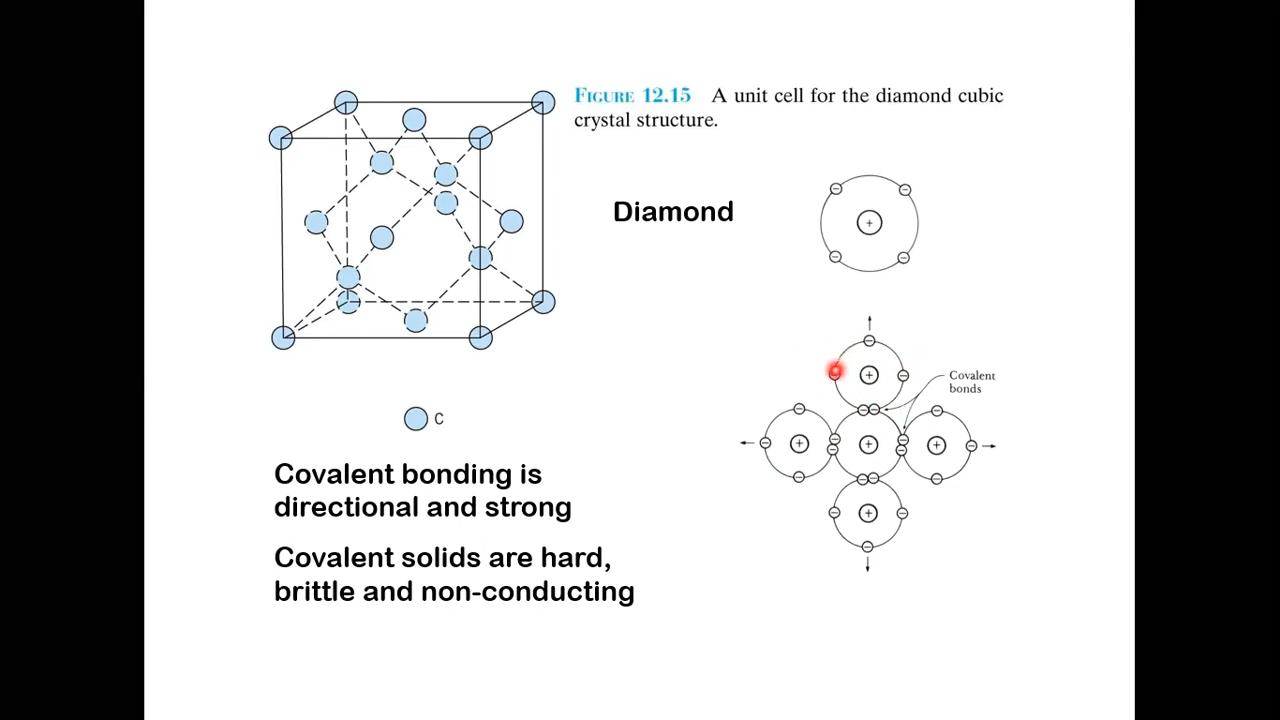 FIGURE 12.15 A unit cell for the diamond cubic
crystal structure.
Diamond
Covalent
bonds
C
Covalent bonding is
directional and strong
Covalent solids are hard,
brittle and non-conducting